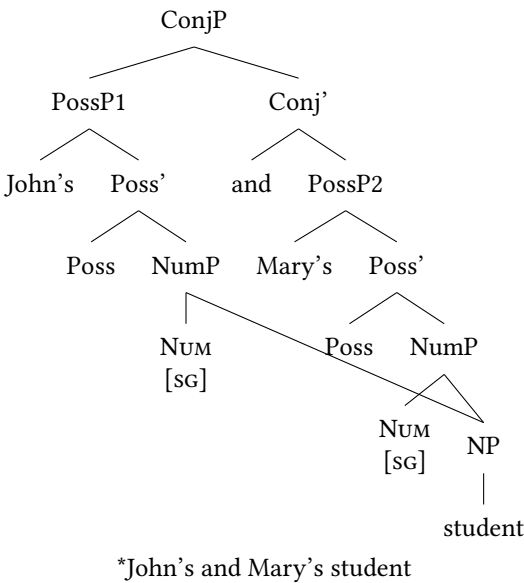 ConjP
PossP1 Conj’
John’s Poss’ and PossP2
Poss NumP Mary’s Poss’
Num Poss NumP
[sg]
Num NP
[sg]
student
*John’s and Mary’s student